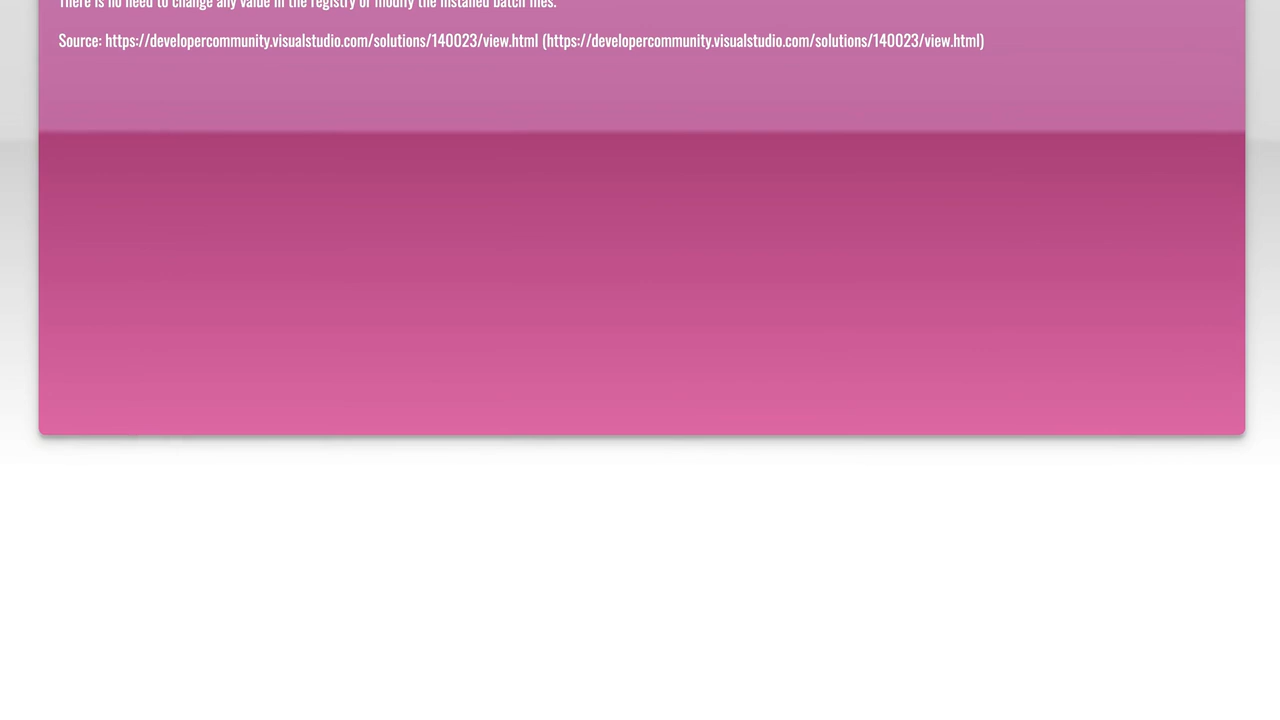 There is no need to change any value in the registry or modify the installed batch files.
Source: https://developercommunity.visualstudio.com/solutions/140023/view.html (https://developercommunity.visualstudio.com/solutions/140023/view.html)